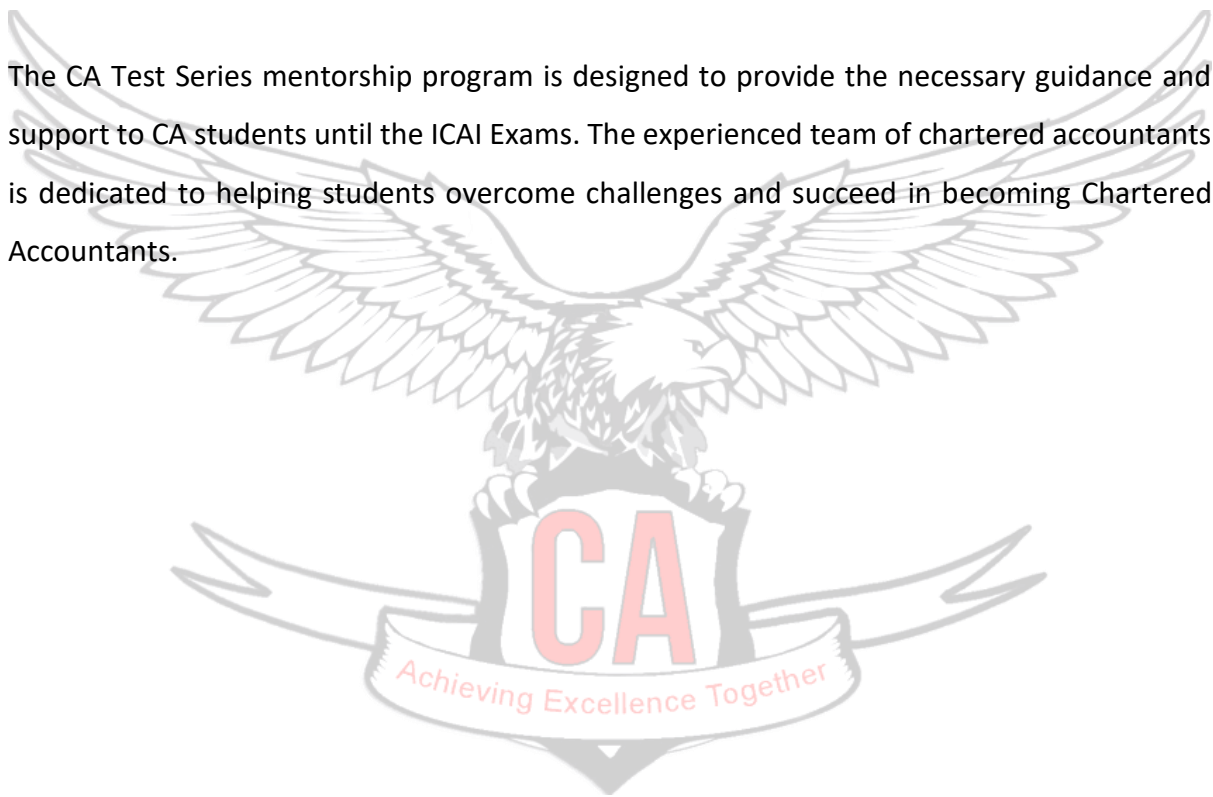 The CA Test Series mentorship program is designed to provide the necessary guidance and
support to CA students until the ICAI Exams. The experienced team of chartered accountants
is dedicated to helping students overcome challenges and succeed in becoming Chartered
Accountants.
CA
Achieving Excellence Together